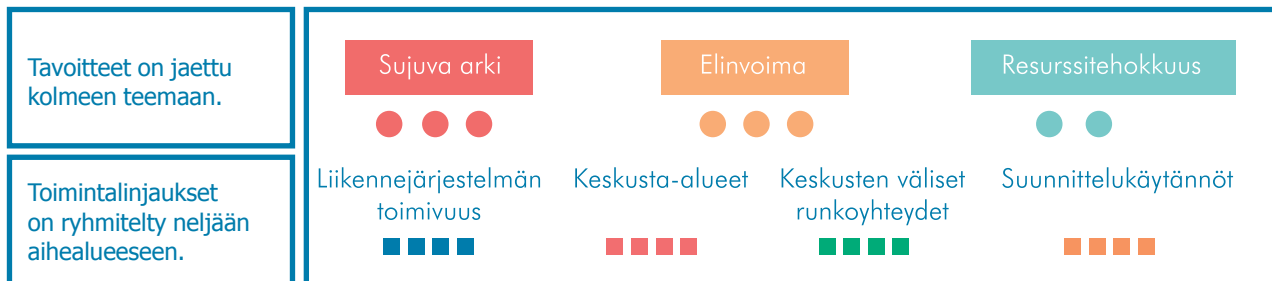 Tavoitteet on jaettu
kolmeen teemaan.
Sujuva arki
Elinvoima
Resurssitehokkuus
Toimintalinjaukset
on ryhmitelty neljään
aihealueeseen.
Liikennejärjestelmän
toimivuus
Keskusta-alueet
Keskusten väliset
runkoyhteydet
Suunnittelukäytännöt